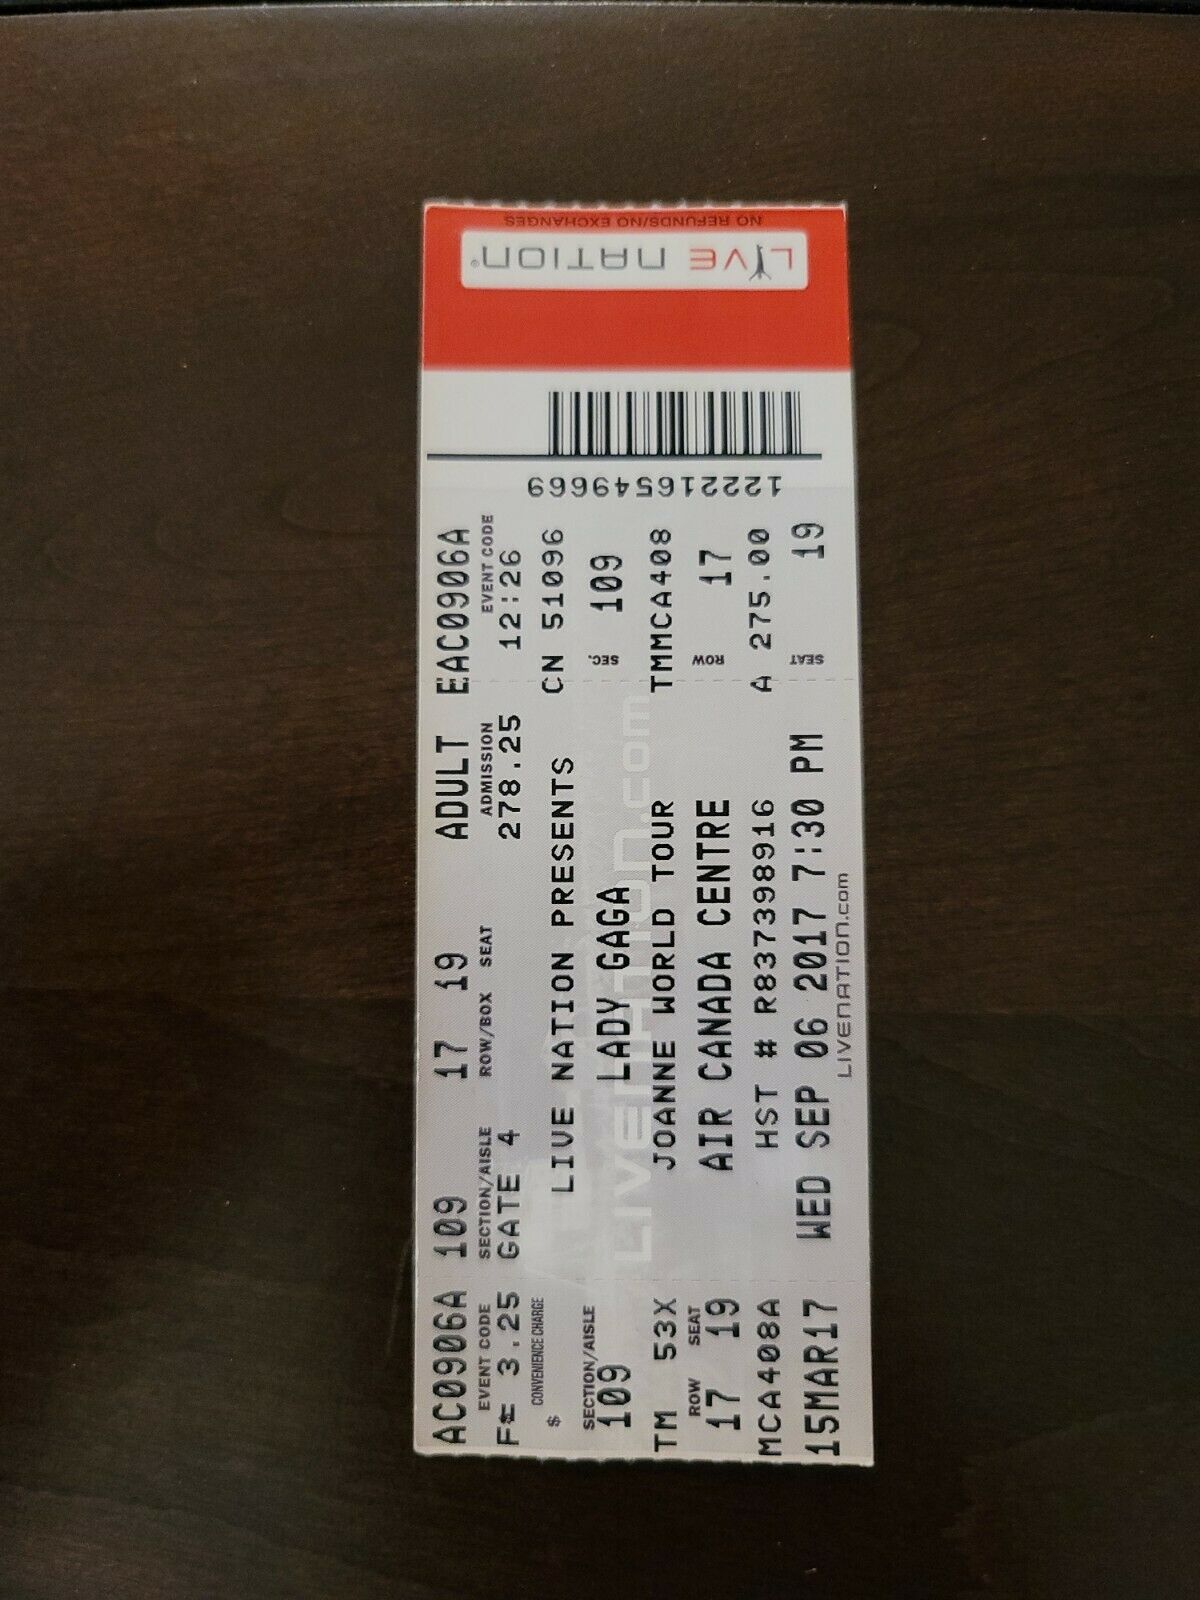 AC0906A 109 17 19 ADULT EAC0906A
EVENT CODE SECTION/AISLE ROW/BOX SEAT ADMISSION EVENT CODE
3.25 GATE 4 278.25 12:26
$ CONVENIENCE CHARGE
LIVE NATION PRESENTS
CN 51096
SECTION/AISLE
109
LADY GAGA
SEC. 109
TM 53X
JOANNE WORLD TOUR
TMMCA408
ROW SEAT
17 19
AIR CANADA CENTRE
ROW 17
MCA408A
HST # R837398916
A 275.00
15MAR17
WED SEP 06 2017 7:30 PM
SEAT 19
LIVENATION.com
LIVENATION.com
122216549669
LIVE NATION®
NO REFUNDS/NO EXCHANGES